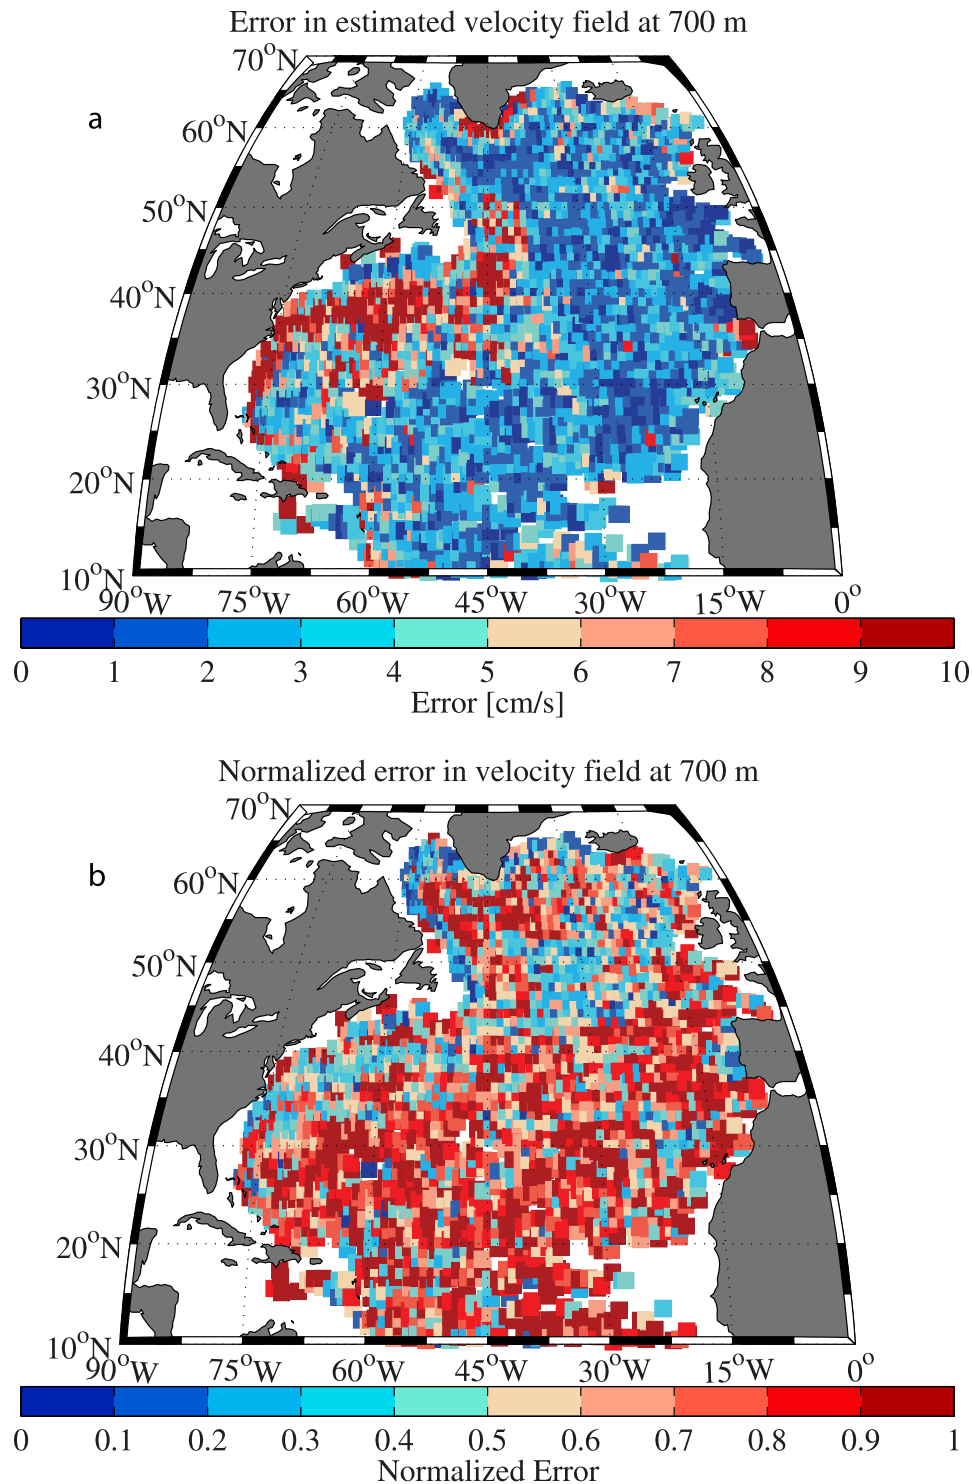 Error in estimated velocity field at 700 m
70°N
a
60°N
50°N
40°N
30°N
20°N
10°N
90°W 75°W 60°W 45°W 30°W 15°W 0°
0 1 2 3 4 5 6 7 8 9 10
Error [cm/s]
Normalized error in velocity field at 700 m
70°N
b
60°N
50°N
40°N
30°N
20°N
10°N
90°W 75°W 60°W 45°W 30°W 15°W 0°
0 0.1 0.2 0.3 0.4 0.5 0.6 0.7 0.8 0.9 1
Normalized Error